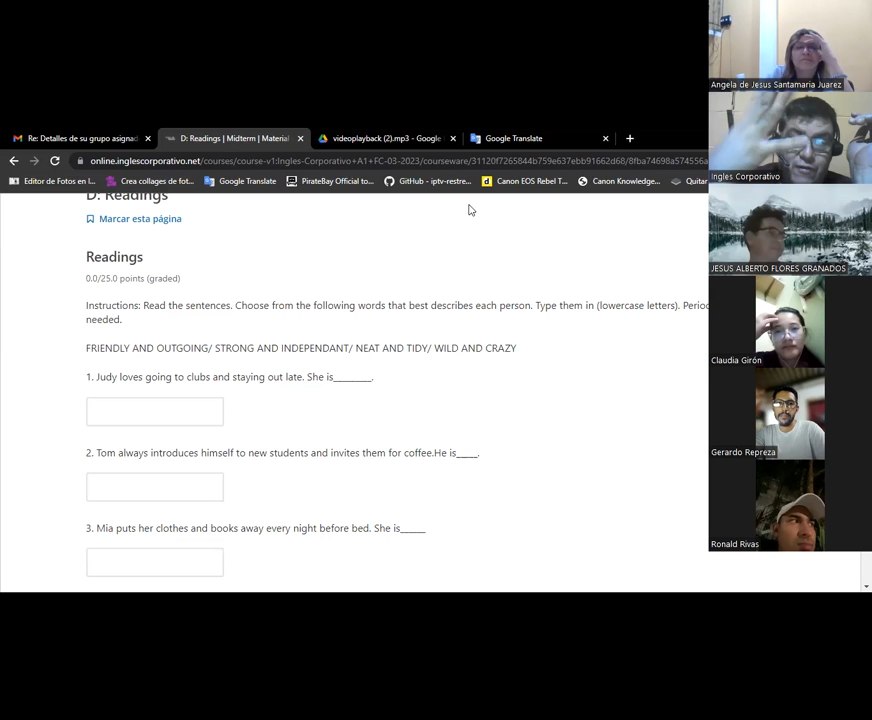 Re: Detalles de su grupo asignad
D: Readings | Midterm | Material
videoplayback (2).mp3 - Google
Google Translate
online.inglescorporativo.net/courses/course-v1:Ingles-Corporativo+A1+FC-03-2023/courseware/31120f7265844b759e637ebb91662d68/8fba74698a574556a
Editor de Fotos en l...
Crea collages de fot...
Google Translate
PirateBay Official to...
GitHub - iptv-restre...
Canon EOS Rebel T...
Canon Knowledge...
Quitar
D. Readings
Marcar esta página
Readings
0.0/25.0 points (graded)
Instructions: Read the sentences. Choose from the following words that best describes each person. Type them in (lowercase letters). Perio
needed.
FRIENDLY AND OUTGOING/ STRONG AND INDEPENDANT/ NEAT AND TIDY/ WILD AND CRAZY
1. Judy loves going to clubs and staying out late. She is________.
2. Tom always introduces himself to new students and invites them for coffee.He is_____.
3. Mia puts her clothes and books away every night before bed. She is______
Angela de Jesus Santamaria Juarez
Ingles Corporativo
JESUS ALBERTO FLORES GRANADOS
Claudia Girón
Gerardo Repreza
Ronald Rivas